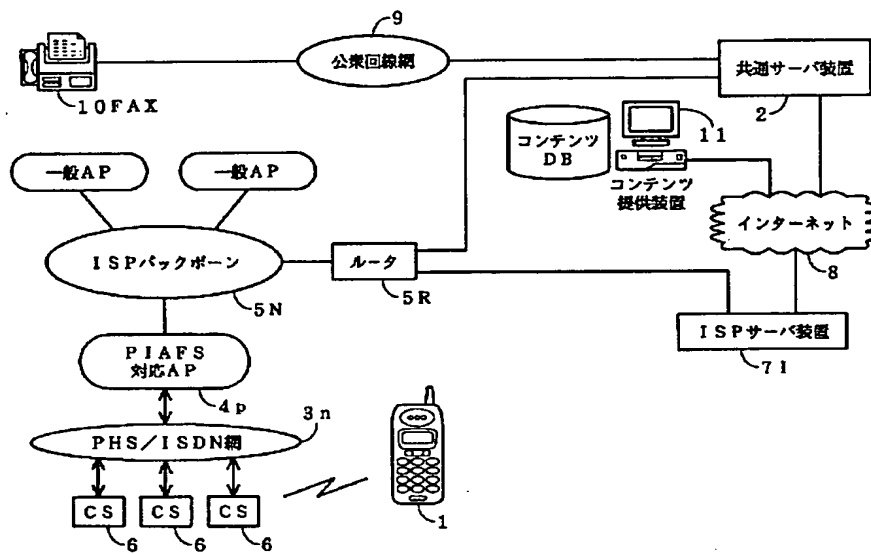 9
公衆回線網
共通サーバ装置
2
10FAX
11
コンテンツ
DB
コンテンツ
提供装置
一般AP
一般AP
インターネット
8
ISPバックボーン
5N
ルータ
5R
ISPサーバ装置
7I
PIAFS
対応AP
4p
3n
PHS/ISDN網
CS
CS
CS
6
6
6
1